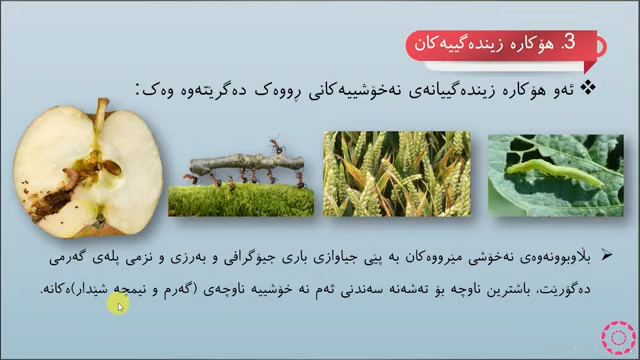 3. هۆکارە زیندەگییەکان
❖ ئەو هۆکارە زیندەگییانەی نەخۆشییەکانی ڕووەک دەگرێتەوە وەک:
➢ بڵاوبوونەوەی نەخۆشی مێرووەکان بە پێی جیاوازی باری جیۆگرافی و بەرزی و نزمی پلەی گەرمی
دەگۆڕێت، باشترین ناوچە بۆ تەشەنە سەندنی ئەم نە خۆشییە ناوچەی (گەرم و نیمچە شێدار)ەکانە.